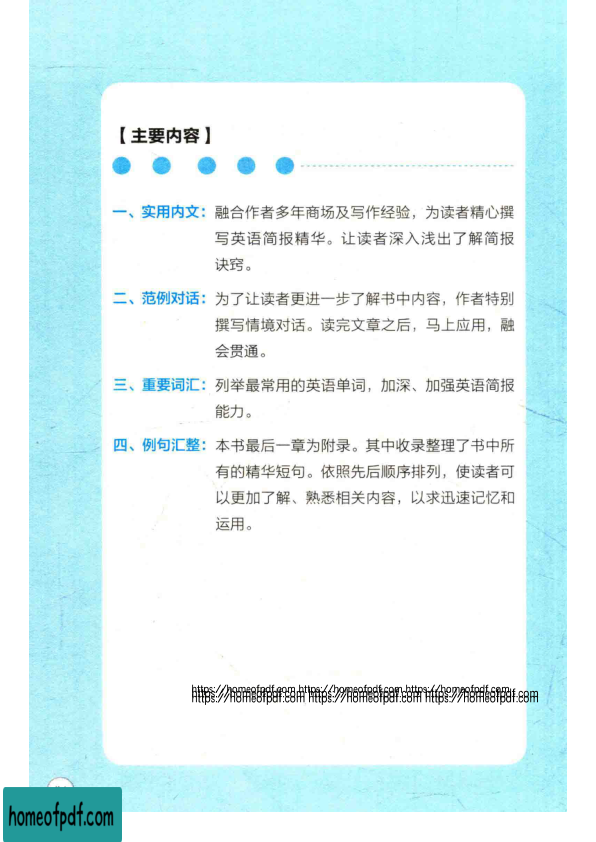 【主要内容】
一、实用内文：融合作者多年商场及写作经验，为读者精心撰
写英语简报精华。让读者深入浅出了解简报
诀窍。
二、范例对话：为了让读者更进一步了解书中内容，作者特别
撰写情境对话。读完文章之后，马上应用，融
会贯通。
三、重要词汇：列举最常用的英语单词，加深、加强英语简报
能力。
四、例句汇整：本书最后一章为附录。其中收录整理了书中所
有的精华短句。依照先后顺序排列，使读者可
以更加了解、熟悉相关内容，以求迅速记忆和
运用。
https://homeofpdf.com https://homeofpdf.com https://homeofpdf.com
https://homeofpdf.com https://homeofpdf.com https://homeofpdf.com
homeofpdf.com